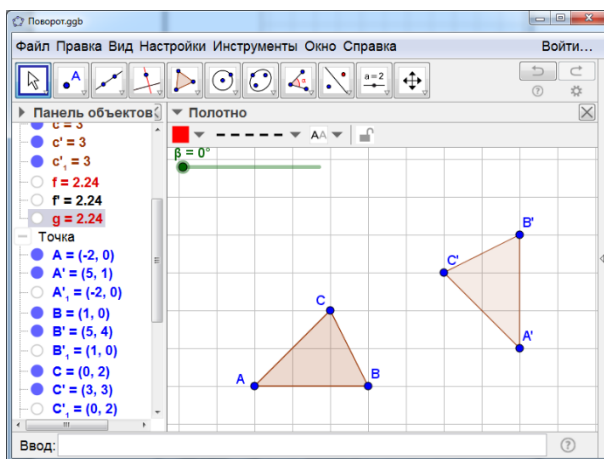 Поворот.ggb
Файл Правка Вид Настройки Инструменты Окно Справка Войти...
A
a=2
Панель объектов
Полотно
AA
c = 3
c' = 3
c'₁ = 3
f = 2.24
f' = 2.24
g = 2.24
Точка
A = (-2, 0)
A' = (5, 1)
A'₁ = (-2, 0)
B = (1, 0)
B' = (5, 4)
B'₁ = (1, 0)
C = (0, 2)
C' = (3, 3)
C'₁ = (0, 2)
β = 0°
B'
C'
C
A'
A
B
Ввод: